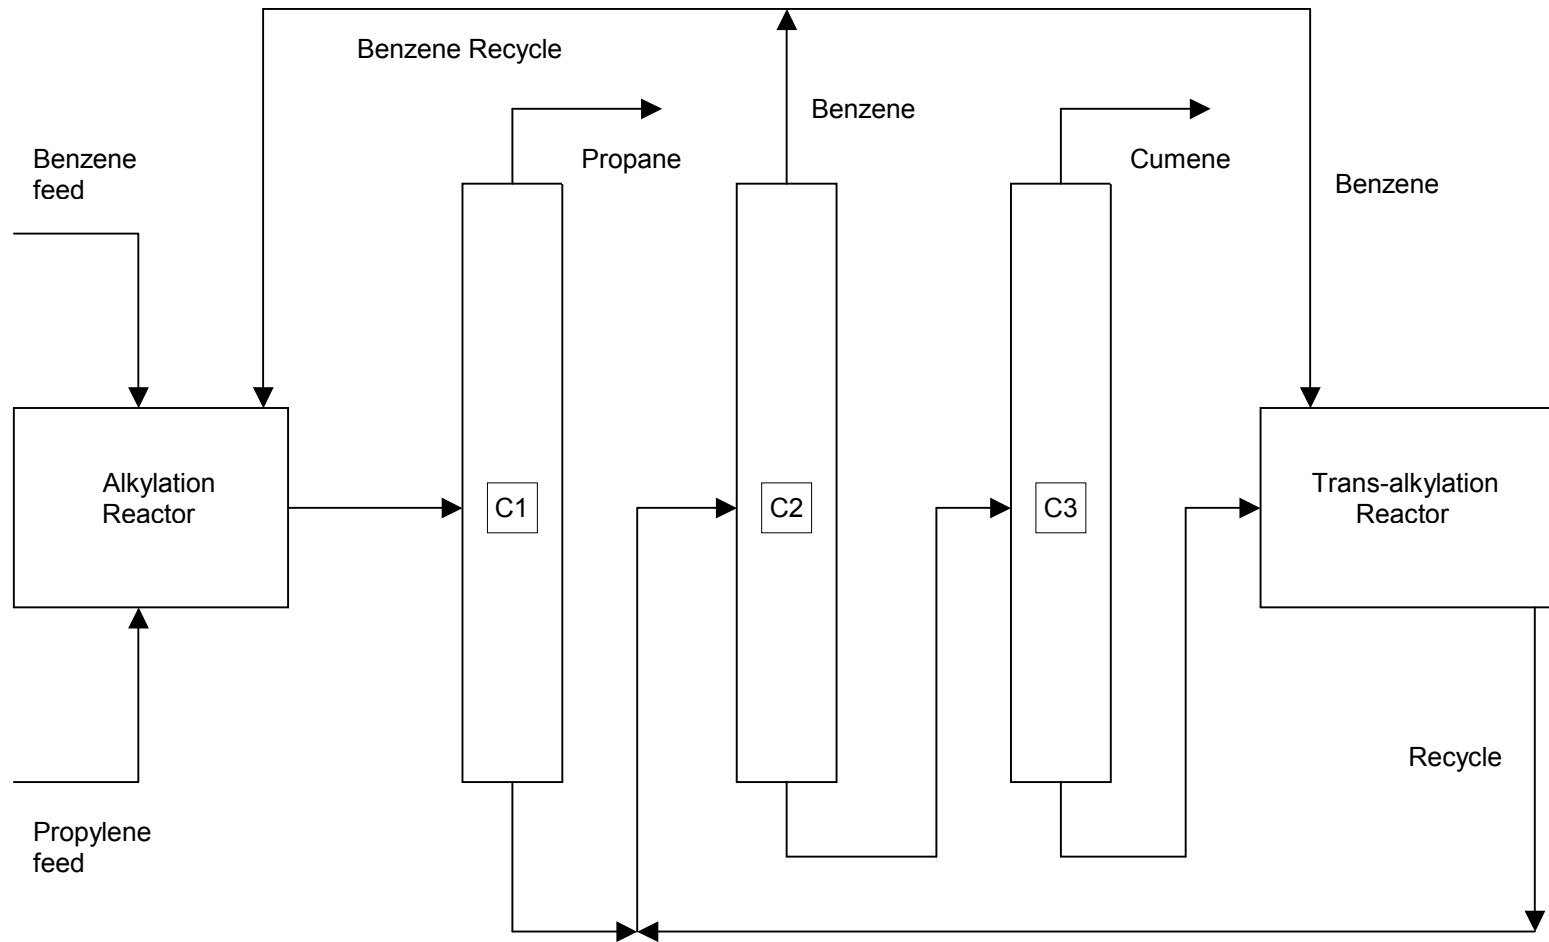 Benzene Recycle
Benzene
Propane
Cumene
Benzene
feed
Benzene
Alkylation
Reactor
C1
C2
C3
Trans-alkylation
Reactor
Recycle
Propylene
feed